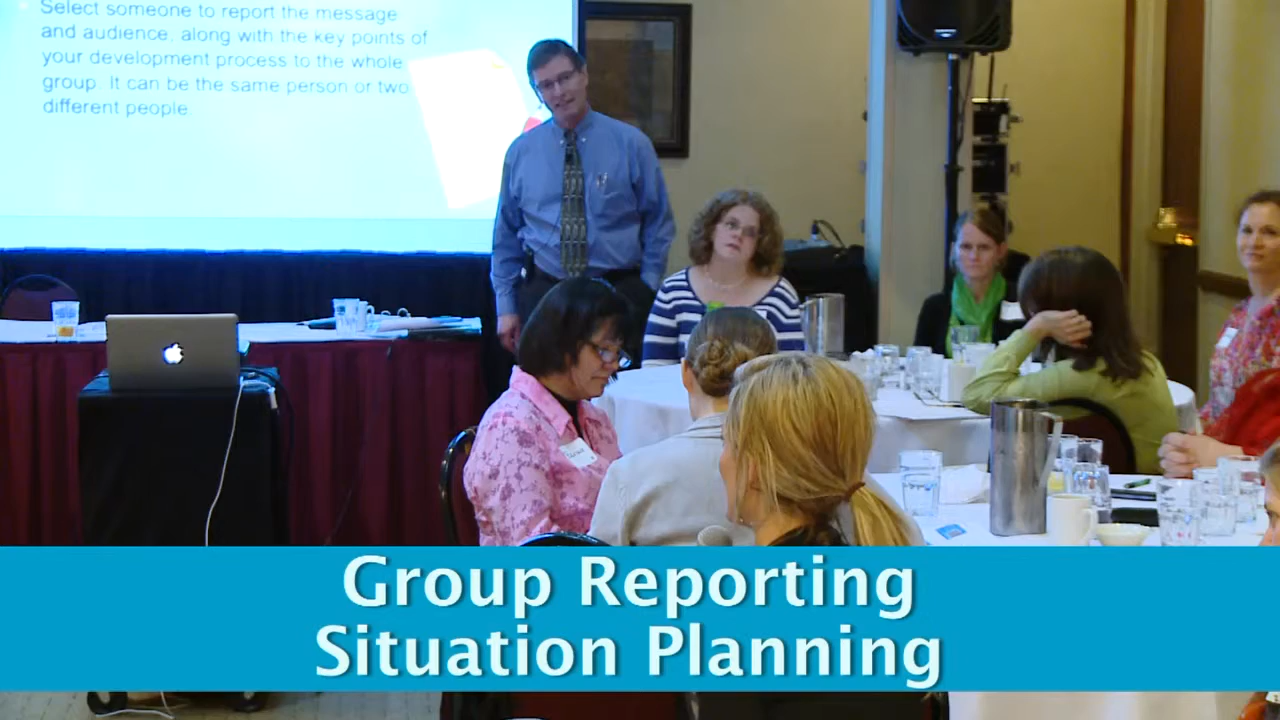 Select someone to report the message
and audience, along with the key points of
your development process to the whole
group. It can be the same person or two
different people.
Group Reporting
Situation Planning